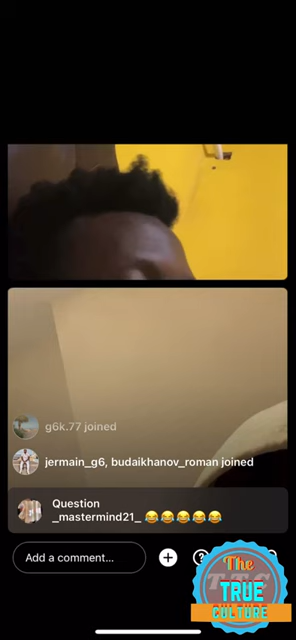 g6k.77 joined
jermain_g6, budaikhanov_roman joined
Question
_mastermind21_ 😂😂😂😂😂
Add a comment…
The
T.T.C
TRUE
CULTURE